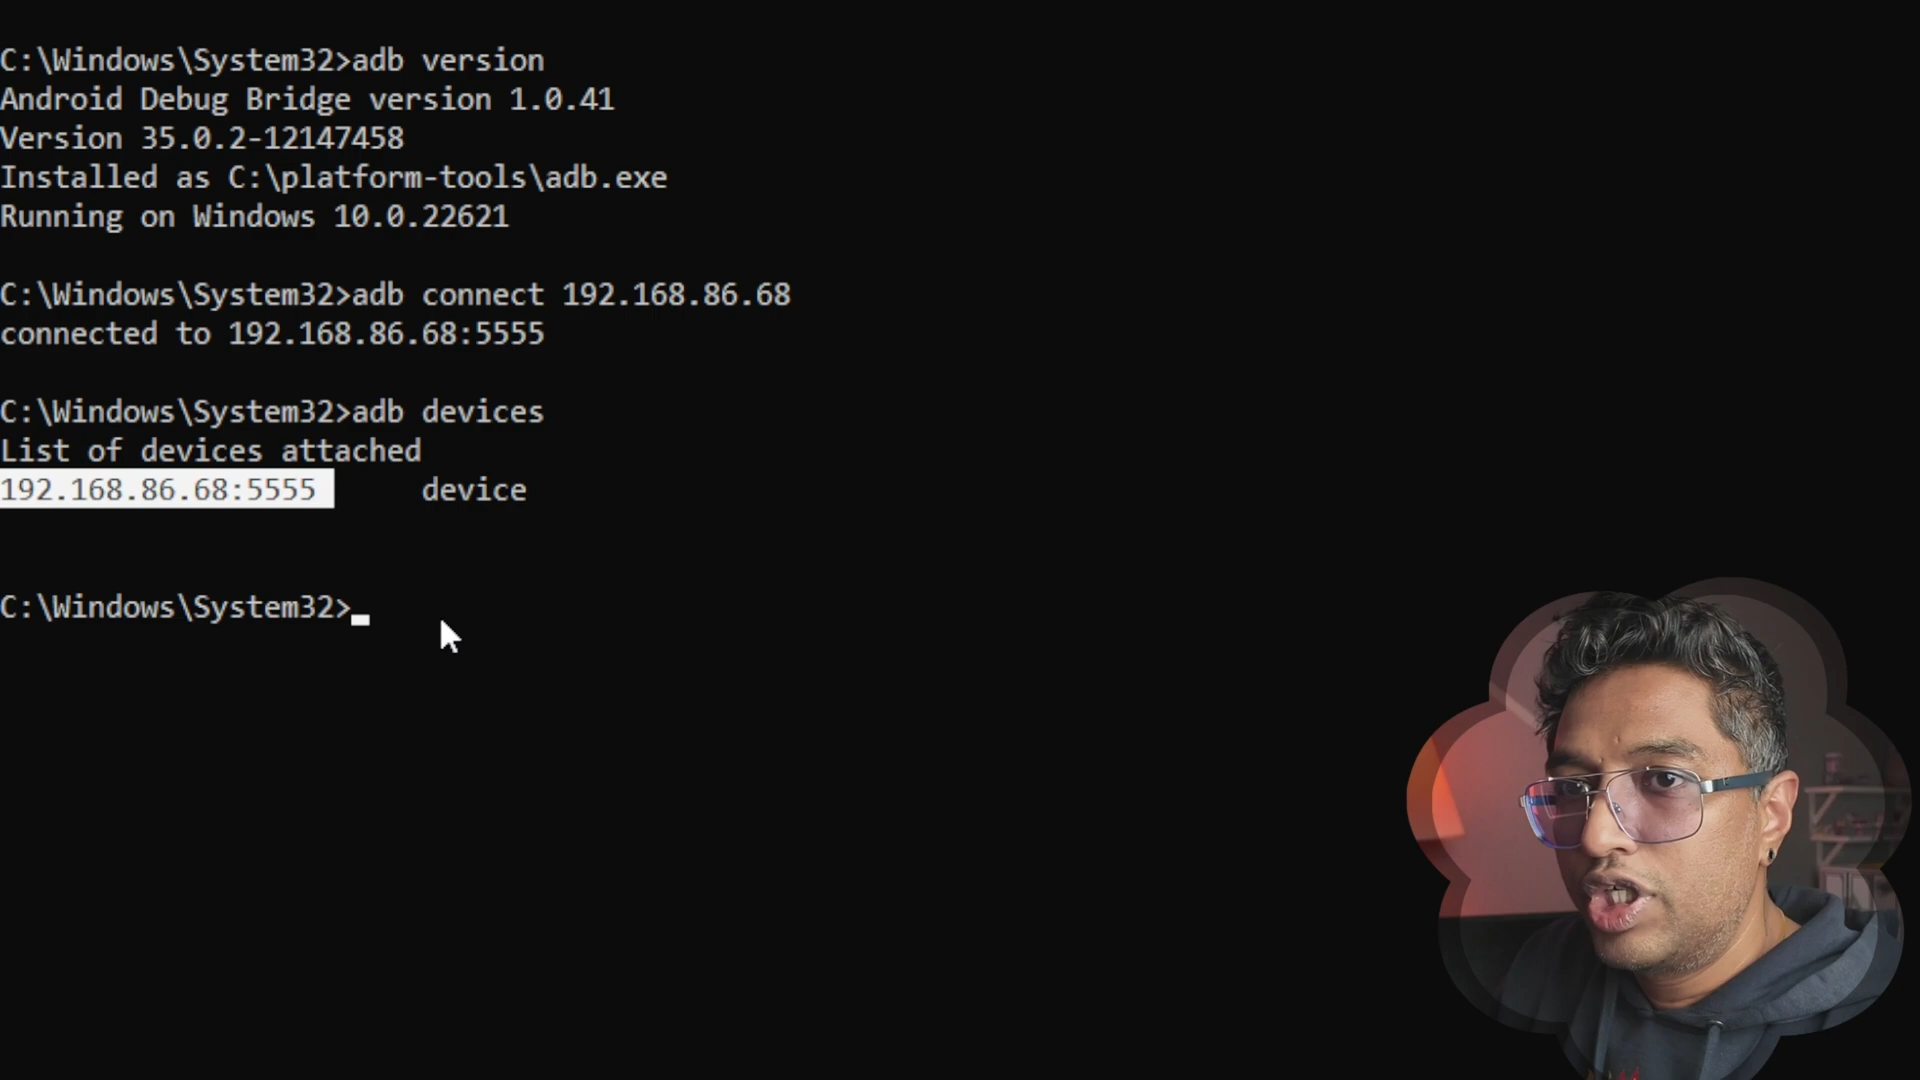 C:\Windows\System32>adb version
Android Debug Bridge version 1.0.41
Version 35.0.2-12147458
Installed as C:\platform-tools\adb.exe
Running on Windows 10.0.22621
C:\Windows\System32>adb connect 192.168.86.68
connected to 192.168.86.68:5555
C:\Windows\System32>adb devices
List of devices attached
192.168.86.68:5555 device
C:\Windows\System32>